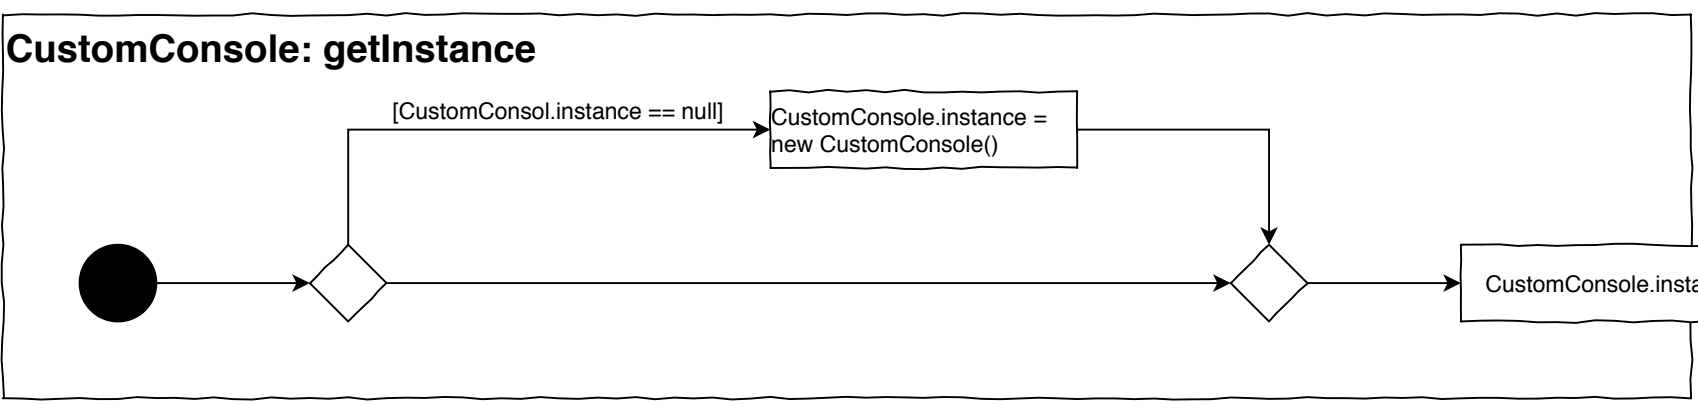 CustomConsole: getInstance
[CustomConsol.instance == null]
CustomConsole.instance =
new CustomConsole()